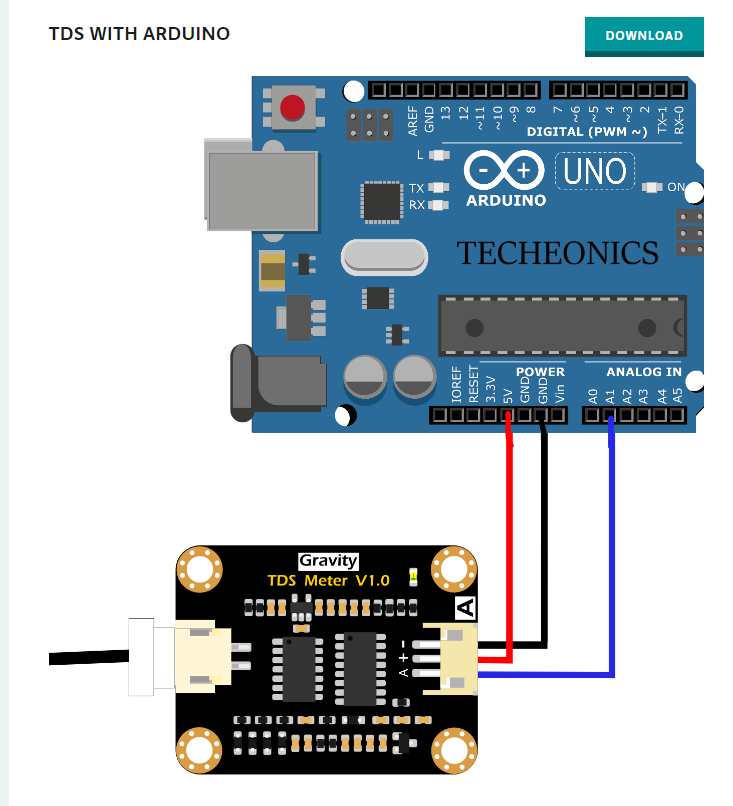 TDS WITH ARDUINO
DOWNLOAD
AREF
GND
13
12
~11
~10
~9
8
7
~6
~5
4
~3
2
TX-1
RX-0
DIGITAL (PWM ~)
L
TX
RX
- +
ARDUINO
UNO
ON
TECHEONICS
POWER
ANALOG IN
IOREF
RESET
3.3V
5V
GND
GND
Vin
A0
A1
A2
A3
A4
A5
Gravity
TDS Meter V1.0
A
A + -